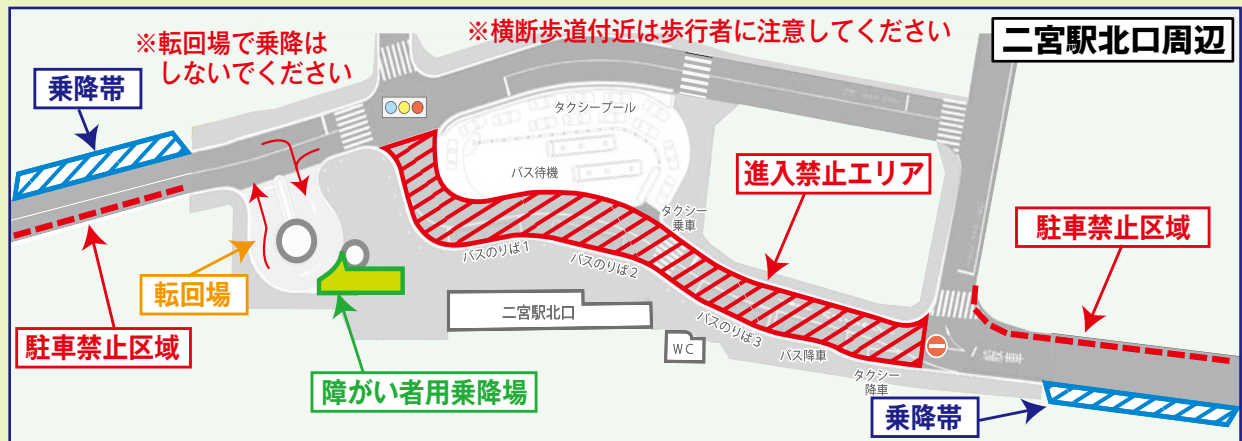 ※転回場で乗降は
しないでください
※横断歩道付近は歩行者に注意してください
二宮駅北口周辺
乗降帯
タクシープール
バス待機
進入禁止エリア
タクシー
乗車
駐車禁止区域
バスのりば1
バスのりば2
転回場
二宮駅北口
バスのりば3
WC
バス降車
駐車禁止区域
障がい者用乗降場
タクシー
降車
乗降帯